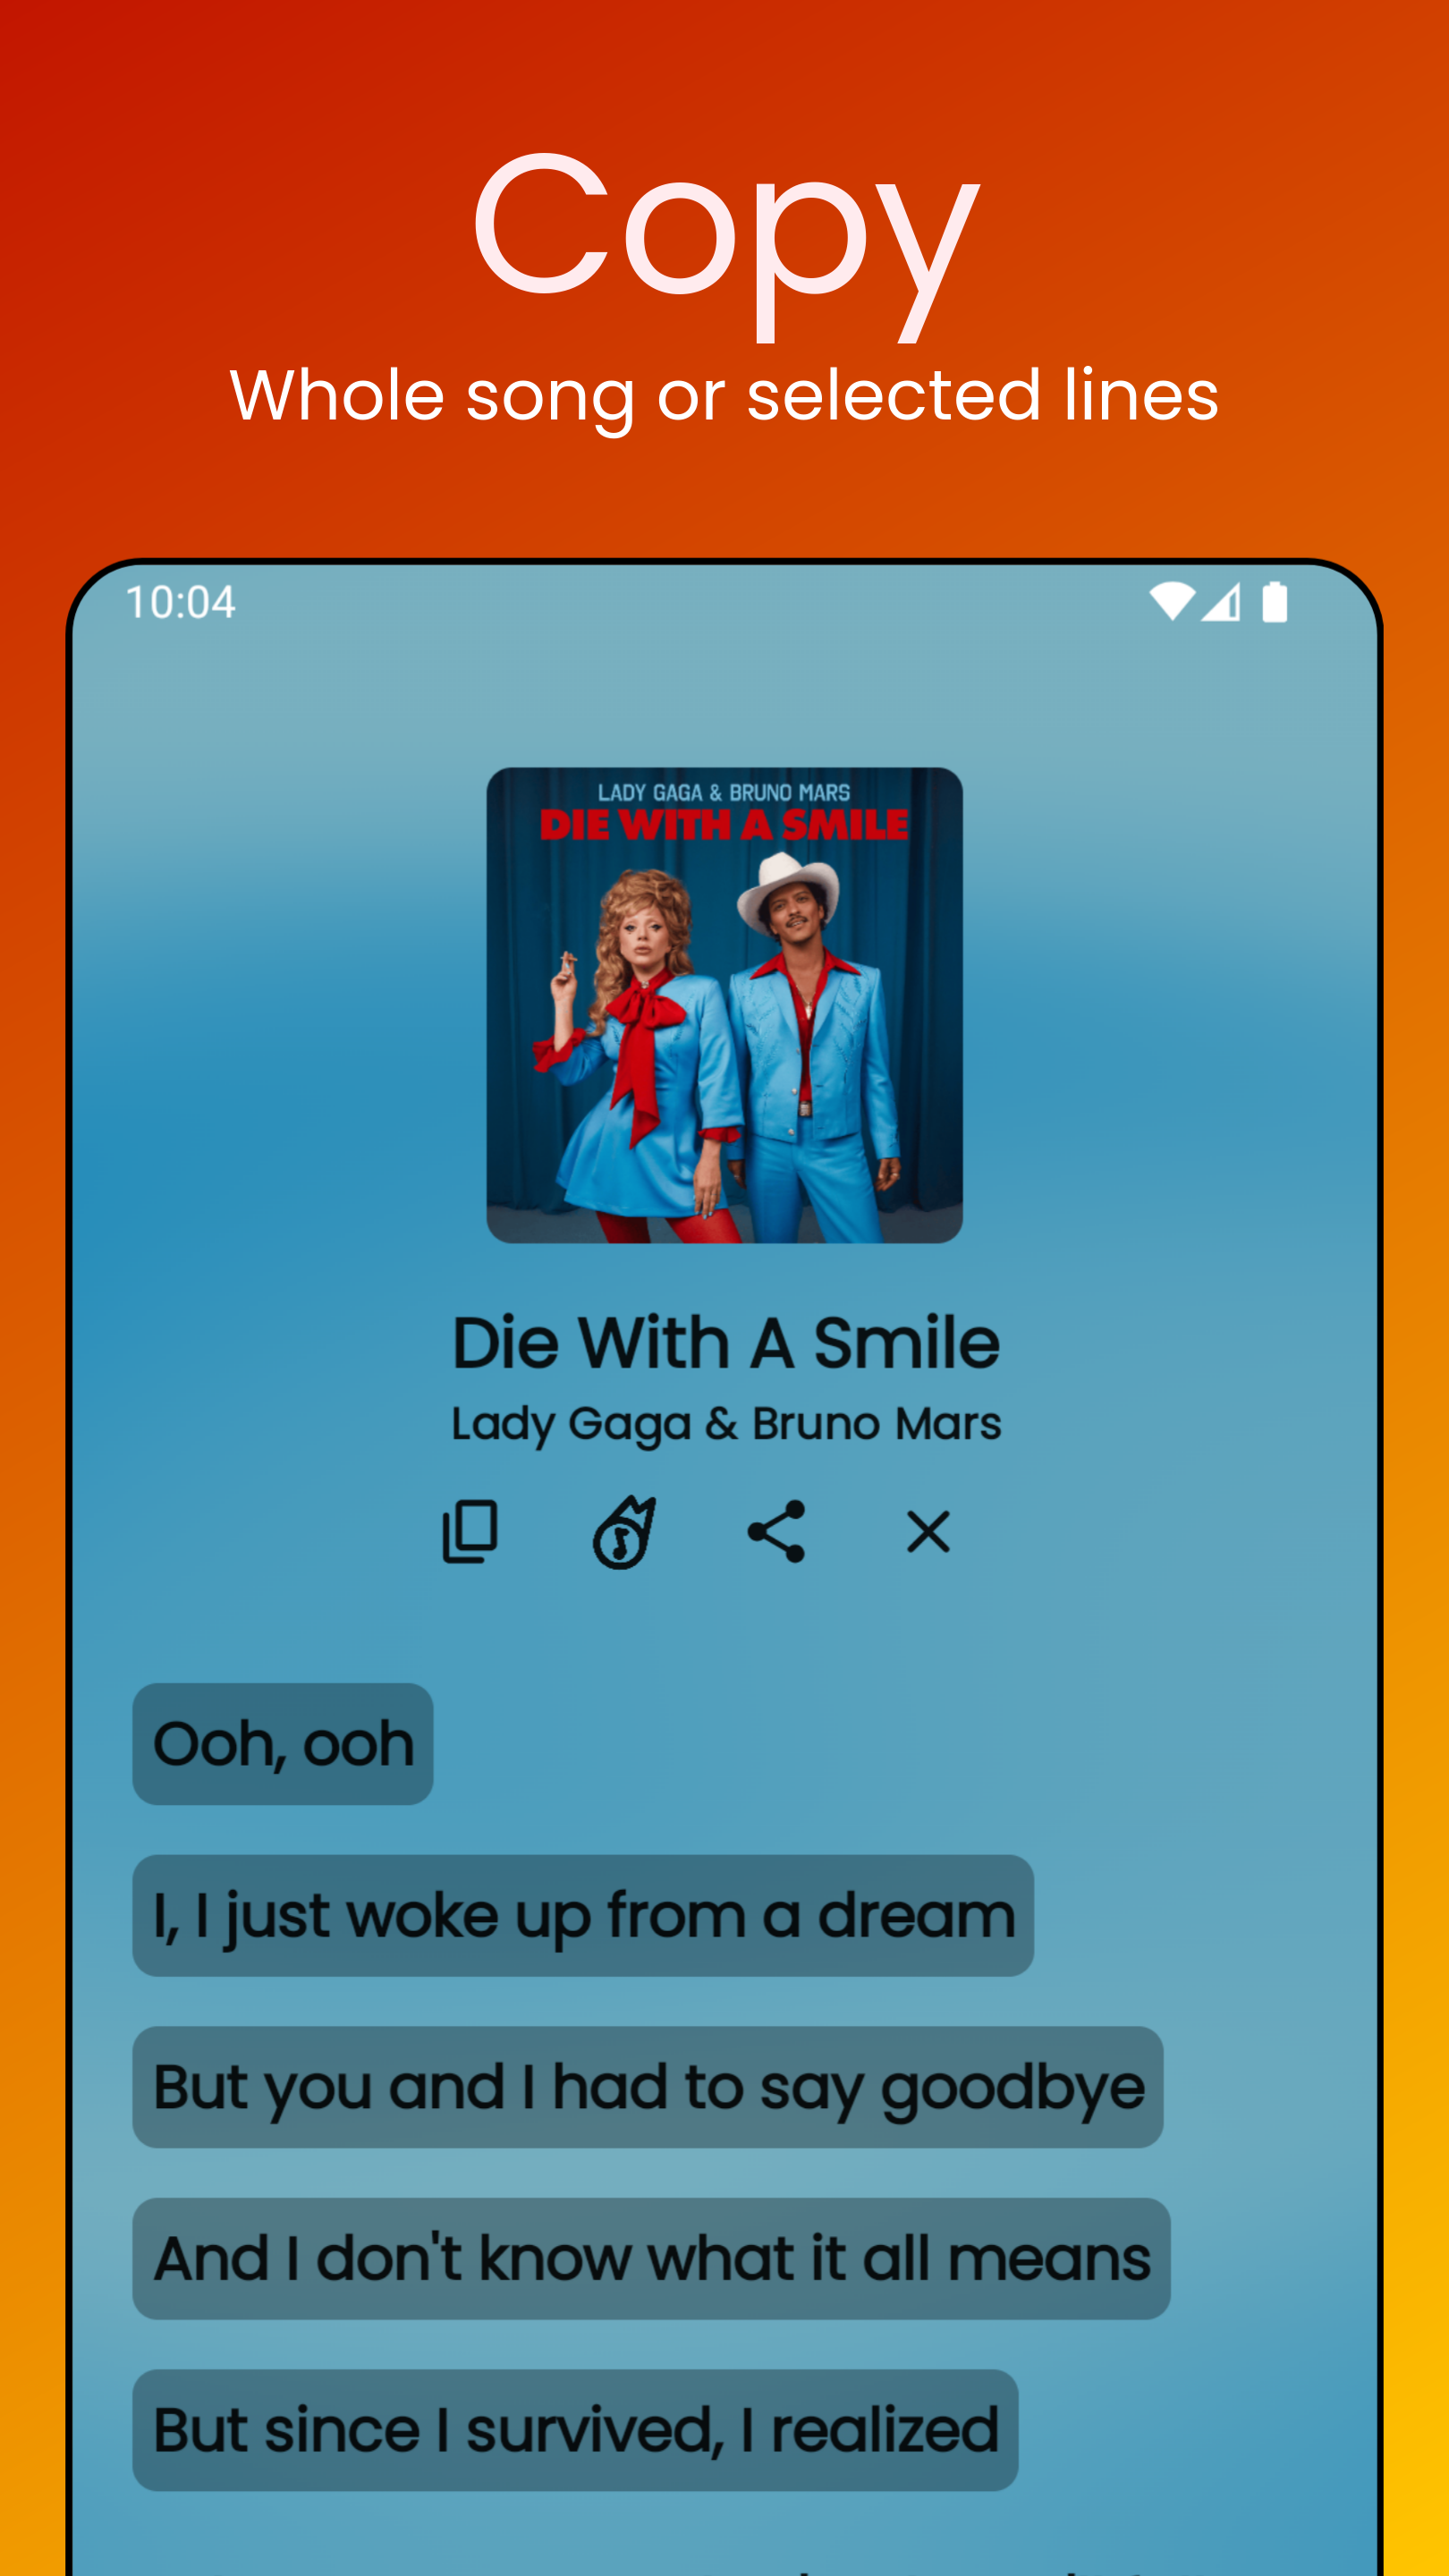 Copy
Whole song or selected lines
10:04
LADY GAGA & BRUNO MARS
DIE WITH A SMILE
Die With A Smile
Lady Gaga & Bruno Mars
Ooh, ooh
I, I just woke up from a dream
But you and I had to say goodbye
And I don't know what it all means
But since I survived, I realized